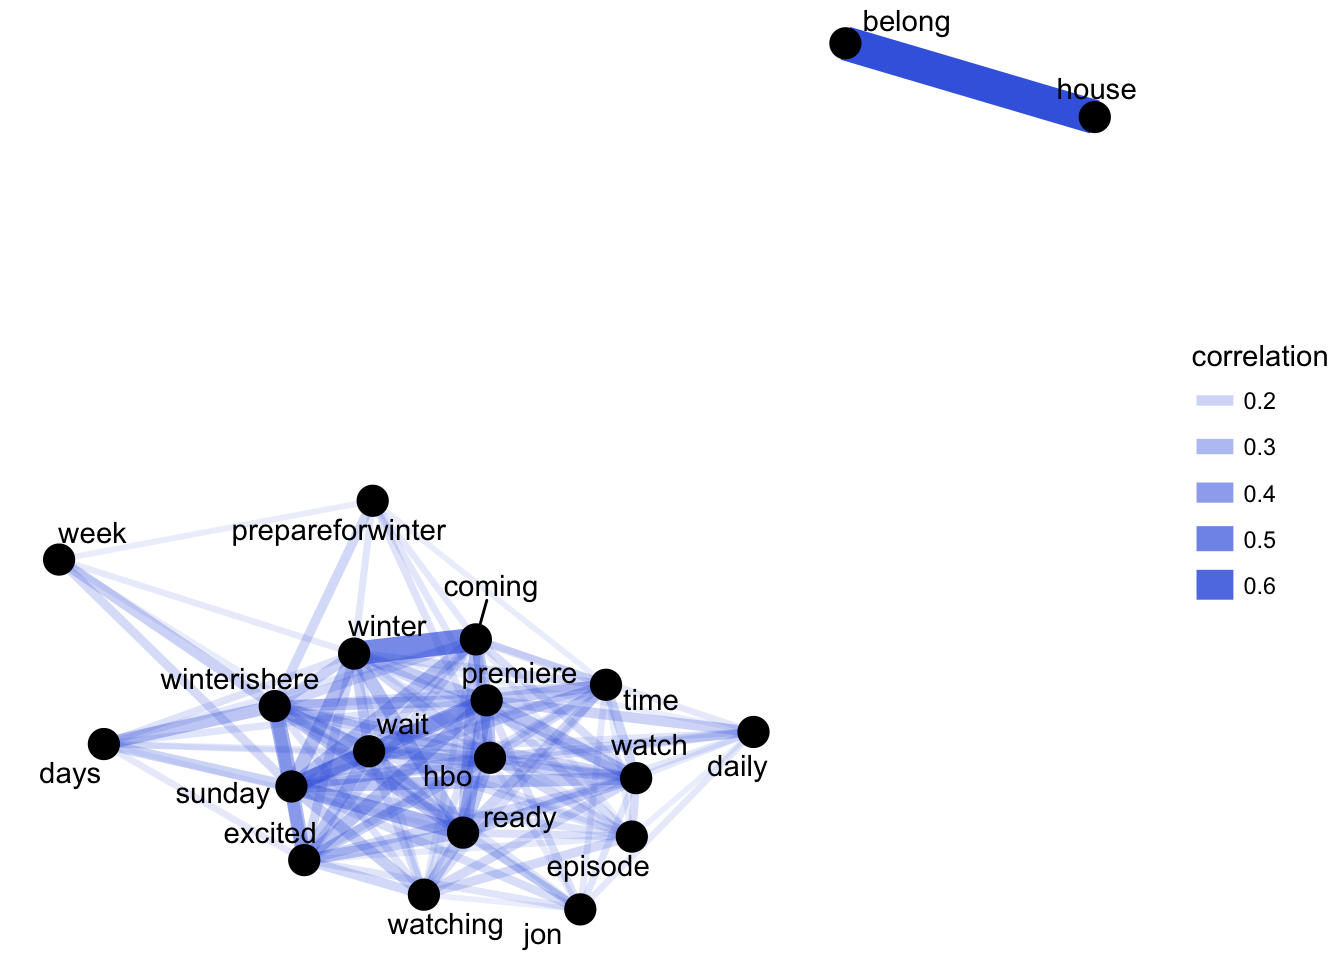 belong
house
correlation
0.2
0.3
0.4
0.5
0.6
week
prepareforwinter
coming
winter
premiere
winterishere
time
wait
watch
daily
days
hbo
sunday
ready
excited
episode
watching
jon